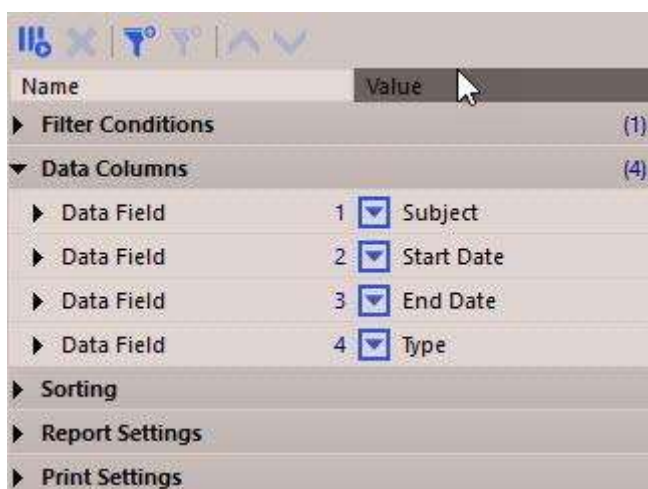 Name Value
Filter Conditions (1)
Data Columns (4)
Data Field 1 Subject
Data Field 2 Start Date
Data Field 3 End Date
Data Field 4 Type
Sorting
Report Settings
Print Settings